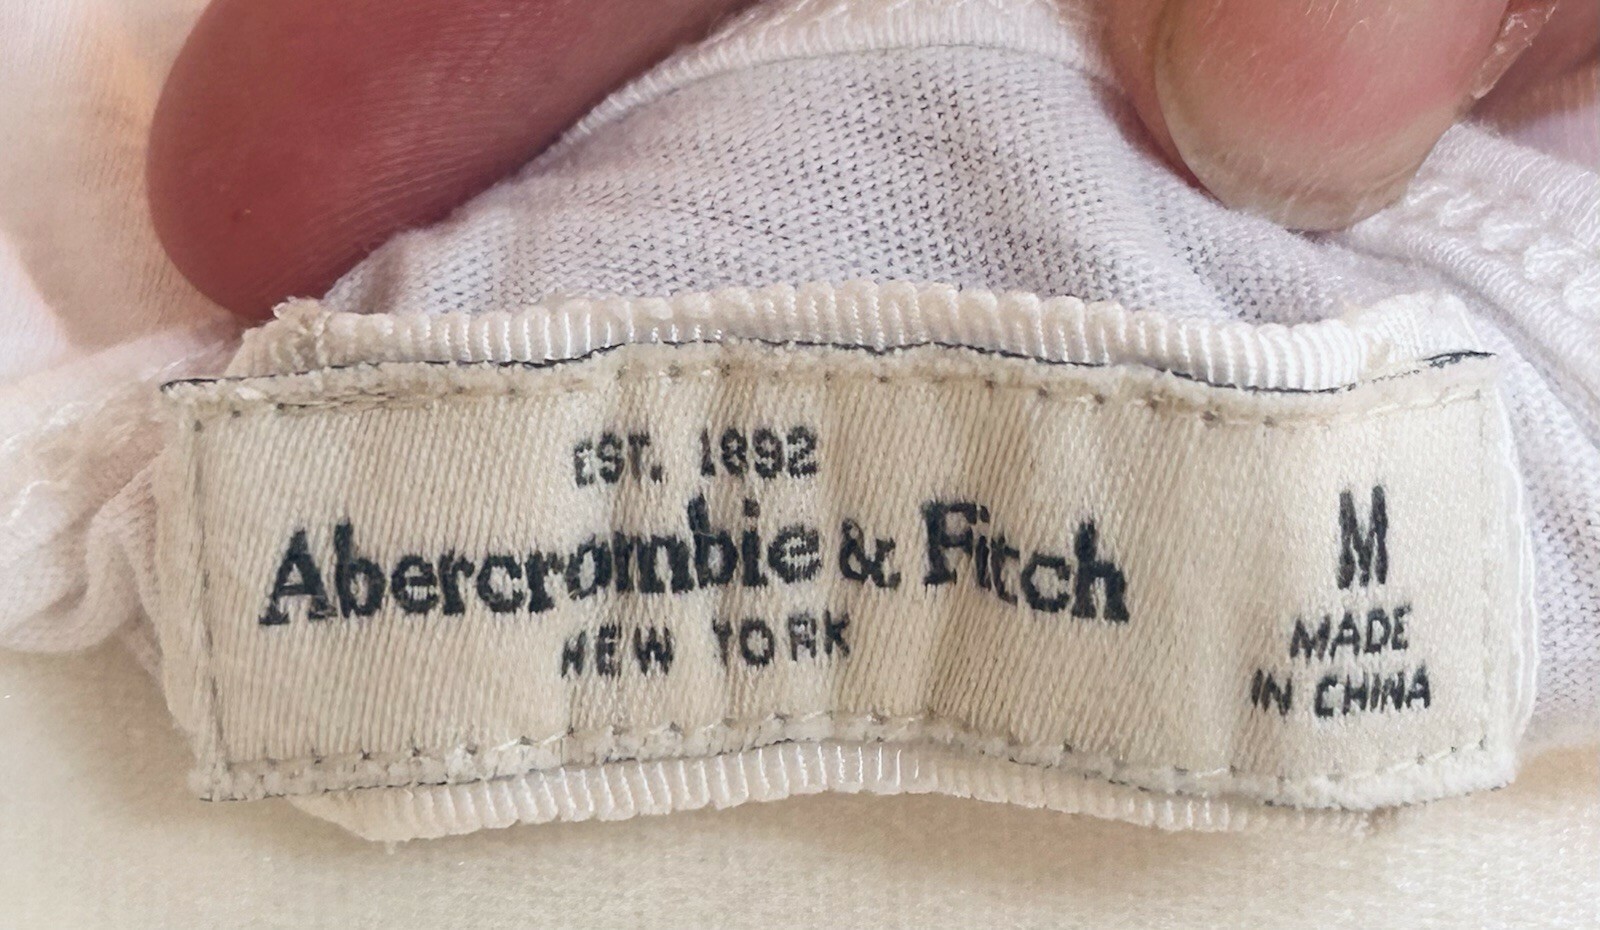 EST. 1892
Abercrombie & Fitch
NEW YORK
M
MADE
IN CHINA